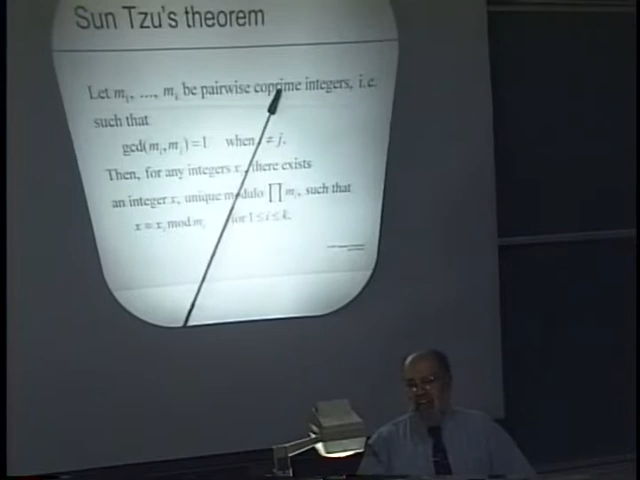 Sun Tzu's theorem
Let m₁, ..., mₖ be pairwise coprime integers, i.e.
such that
gcd(mᵢ, mⱼ) = 1 when i ≠ j.
Then, for any integers xᵢ, there exists
an integer x, unique modulo ∏ mᵢ, such that
x ≡ xᵢ mod mᵢ for 1 ≤ i ≤ k.